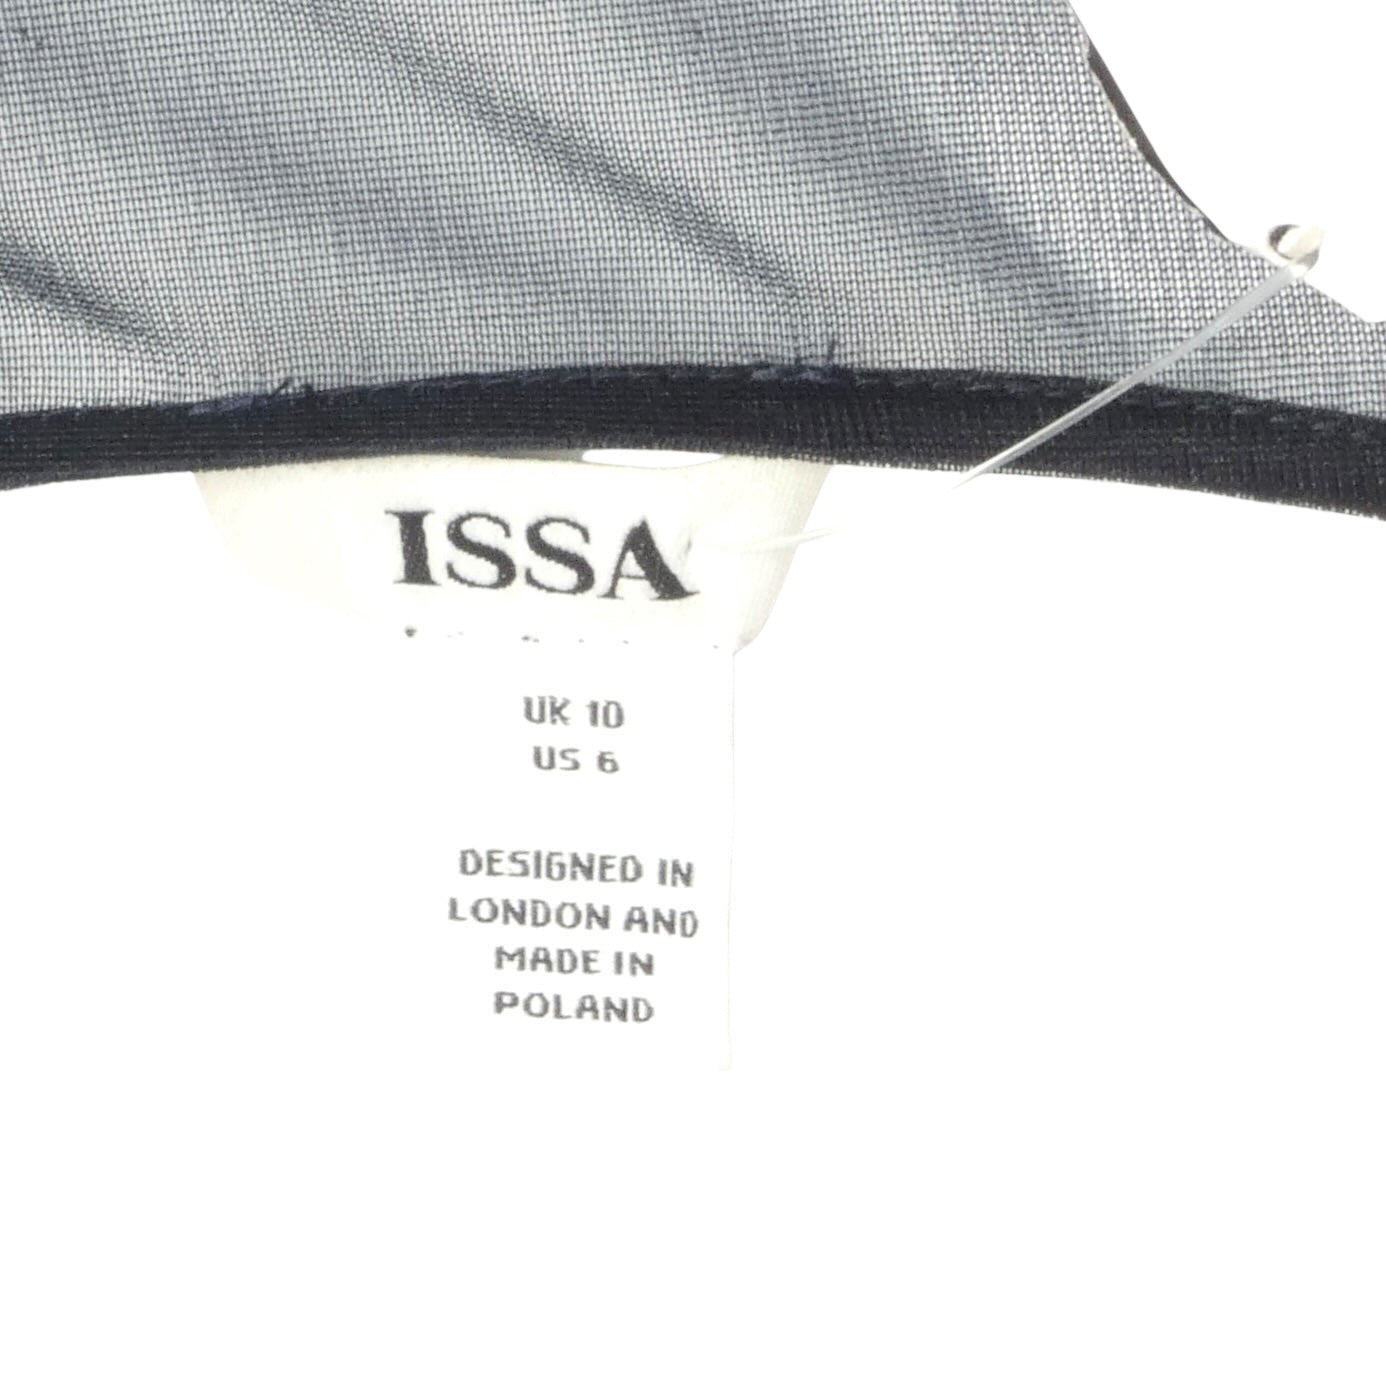 ISSA
UK 10
US 6
DESIGNED IN
LONDON AND
MADE IN
POLAND